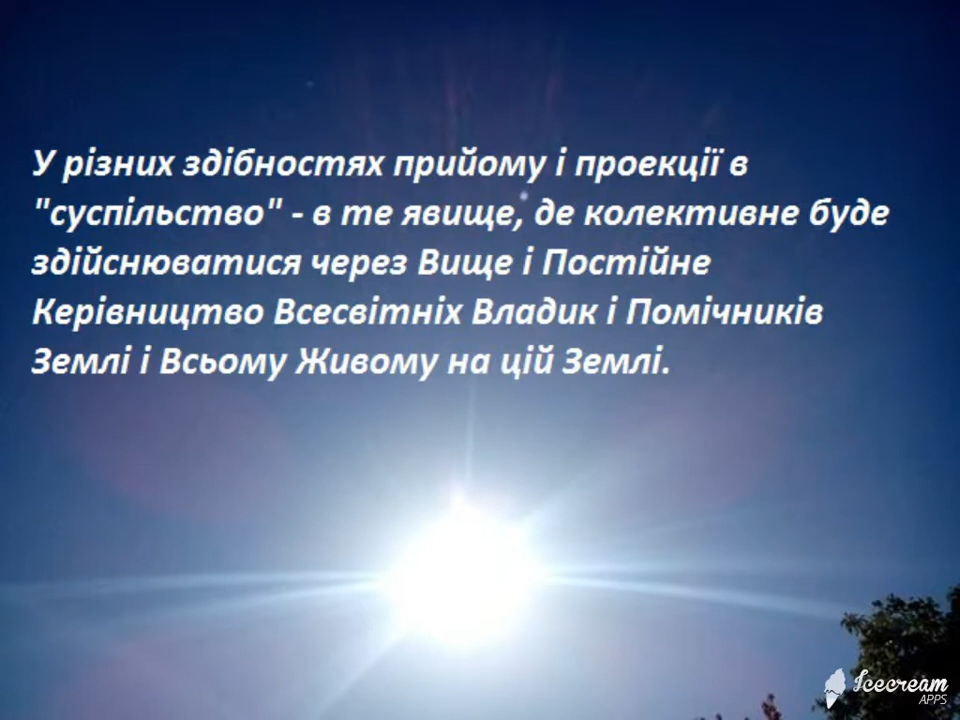 У різних здібностях прийому і проекції в
"суспільство" - в те явище, де колективне буде
здійснюватися через Вище і Постійне
Керівництво Всесвітніх Владик і Помічників
Землі і Всьому Живому на цій Землі.
Icecream
APPS